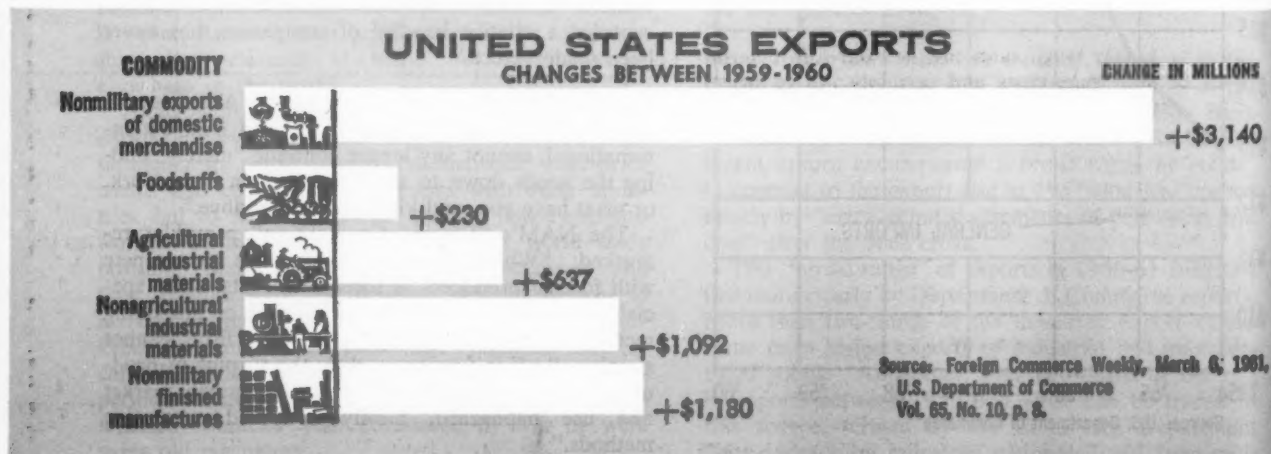 UNITED STATES EXPORTS
CHANGES BETWEEN 1959-1960
COMMODITY
CHANGE IN MILLIONS
Nonmilitary exports
of domestic
merchandise
+$3,140
Foodstuffs
+$230
Agricultural
industrial
materials
+$637
Nonagricultural
industrial
materials
+$1,092
Nonmilitary
finished
manufactures
+$1,180
Source: Foreign Commerce Weekly, March 6, 1961,
U.S. Department of Commerce
Vol. 65, No. 10, p. 8.